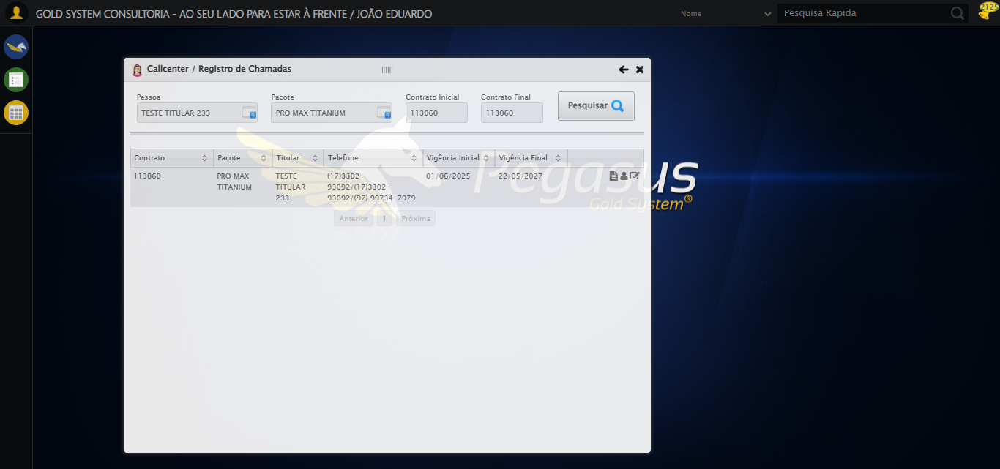 GOLD SYSTEM CONSULTORIA - AO SEU LADO PARA ESTAR À FRENTE / JOÃO EDUARDO
Nome
Pesquisa Rapida
2125
Callcenter / Registro de Chamadas
Pessoa
Pacote
Contrato Inicial
Contrato Final
TESTE TITULAR 233
PRO MAX TITANIUM
113060
113060
Pesquisar
Contrato
Pacote
Titular
Telefone
Vigência Inicial
Vigência Final
113060
PRO MAX
TITANIUM
TESTE
TITULAR
233
(17)3302-
93092/(17)3302-
93092/(97) 99734-7979
01/06/2025
22/05/2027
Pegasus
Gold System®
Anterior
1
Próxima